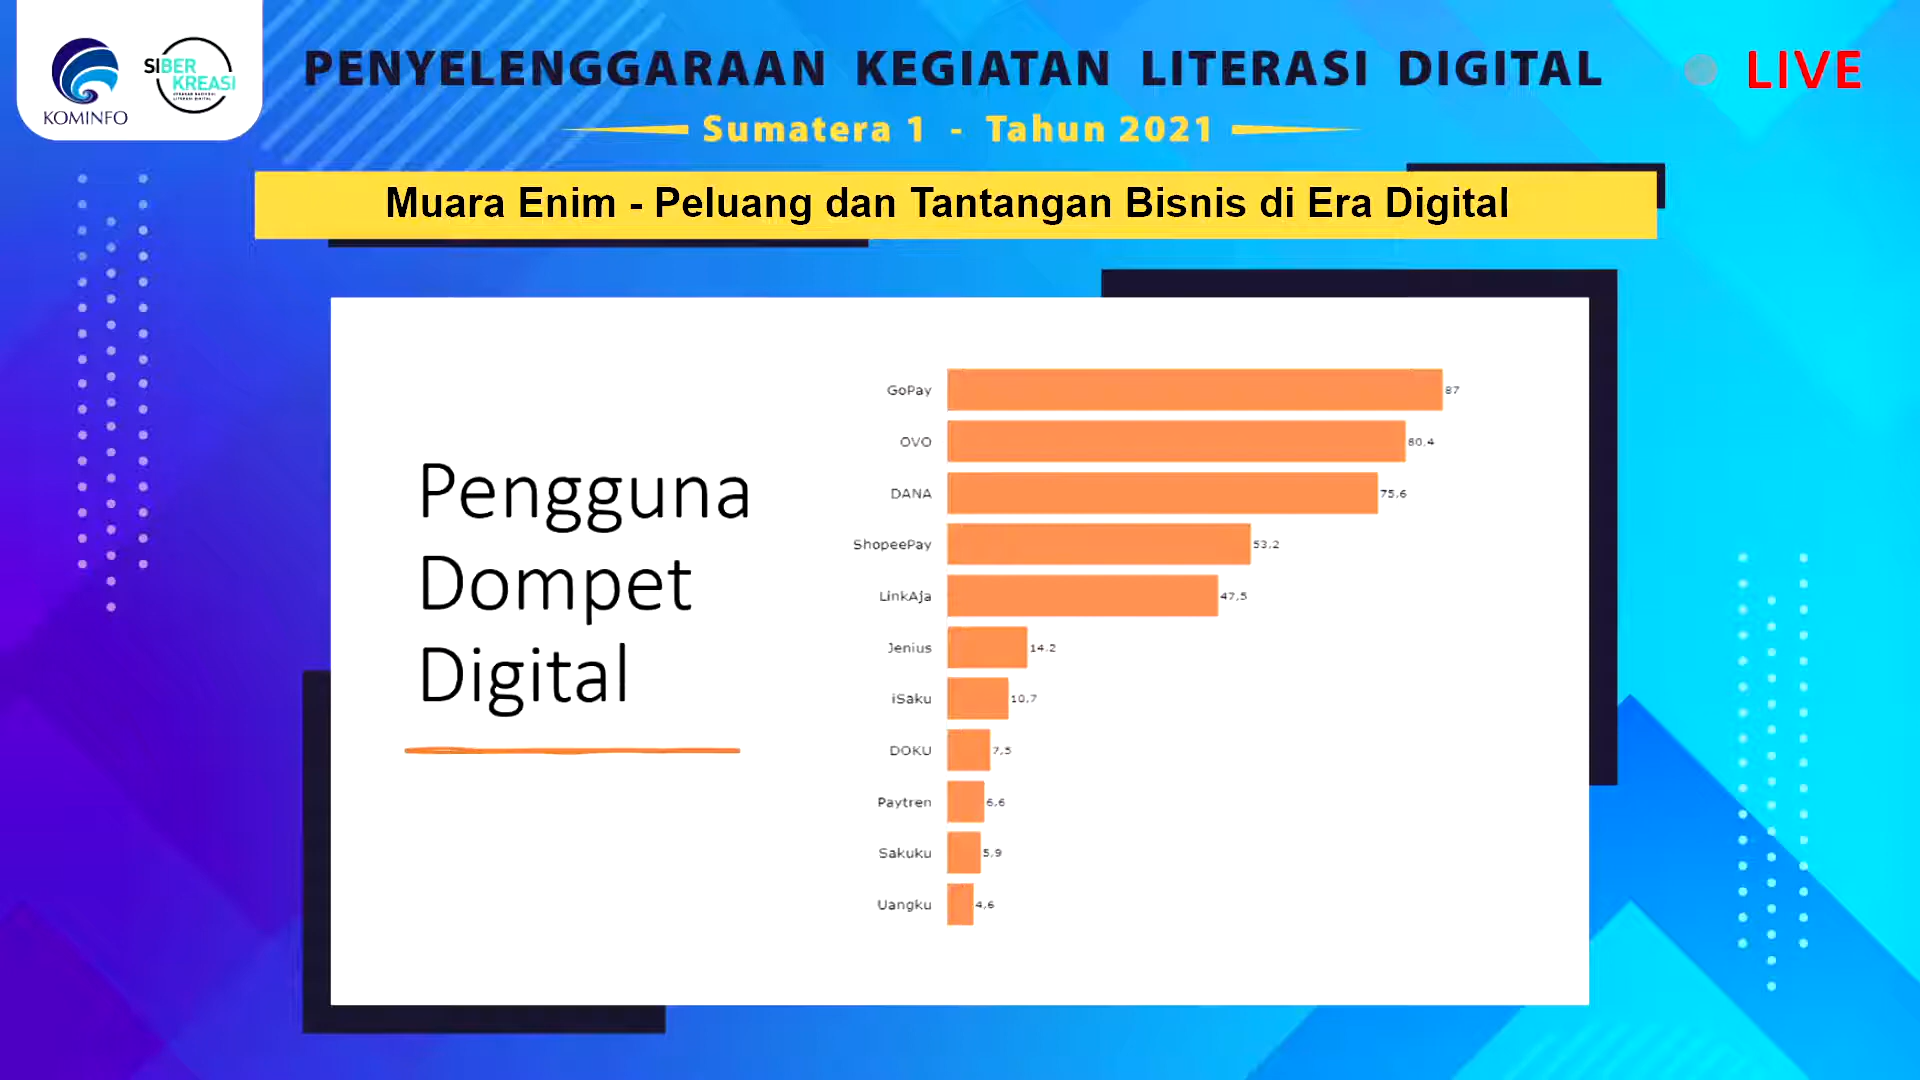 KOMINFO
SIBER
KREASI
PENYELENGGARAAN KEGIATAN LITERASI DIGITAL
LIVE
Sumatera 1 - Tahun 2021
Muara Enim - Peluang dan Tantangan Bisnis di Era Digital
Pengguna
Dompet
Digital
GoPay 87
OVO 80,4
DANA 75,6
ShopeePay 53,2
LinkAja 47,5
Jenius 14,2
iSaku 10,7
DOKU 7,5
Paytren 6,6
Sakuku 5,9
Uangku 4,6